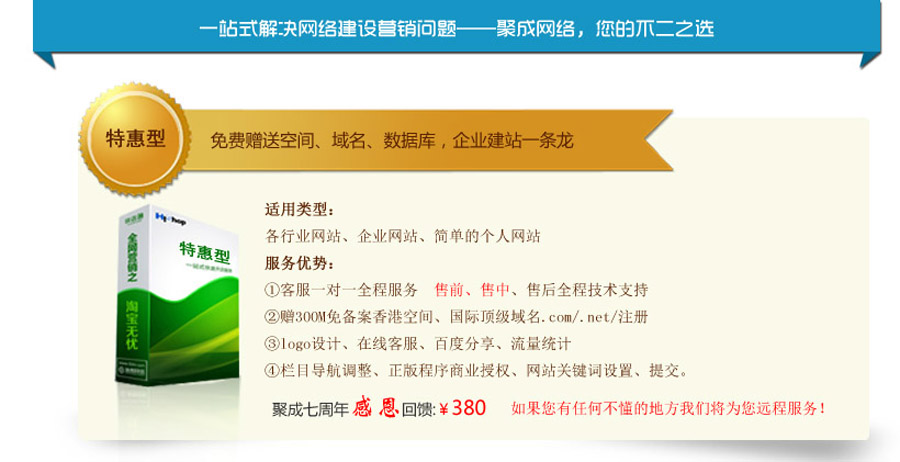 一站式解决网络建设营销问题——聚成网络，您的不二之选
特惠型
免费赠送空间、域名、数据库，企业建站一条龙
特惠型
全网营销之
淘宝无忧
适用类型：
各行业网站、企业网站、简单的个人网站
服务优势：
①客服一对一全程服务 售前、售中、售后全程技术支持
②赠300M免备案香港空间、国际顶级域名.com/.net/注册
③logo设计、在线客服、百度分享、流量统计
④栏目导航调整、正版程序商业授权、网站关键词设置、提交。
聚成七周年感恩回馈:¥380 如果您有任何不懂的地方我们将为您远程服务！